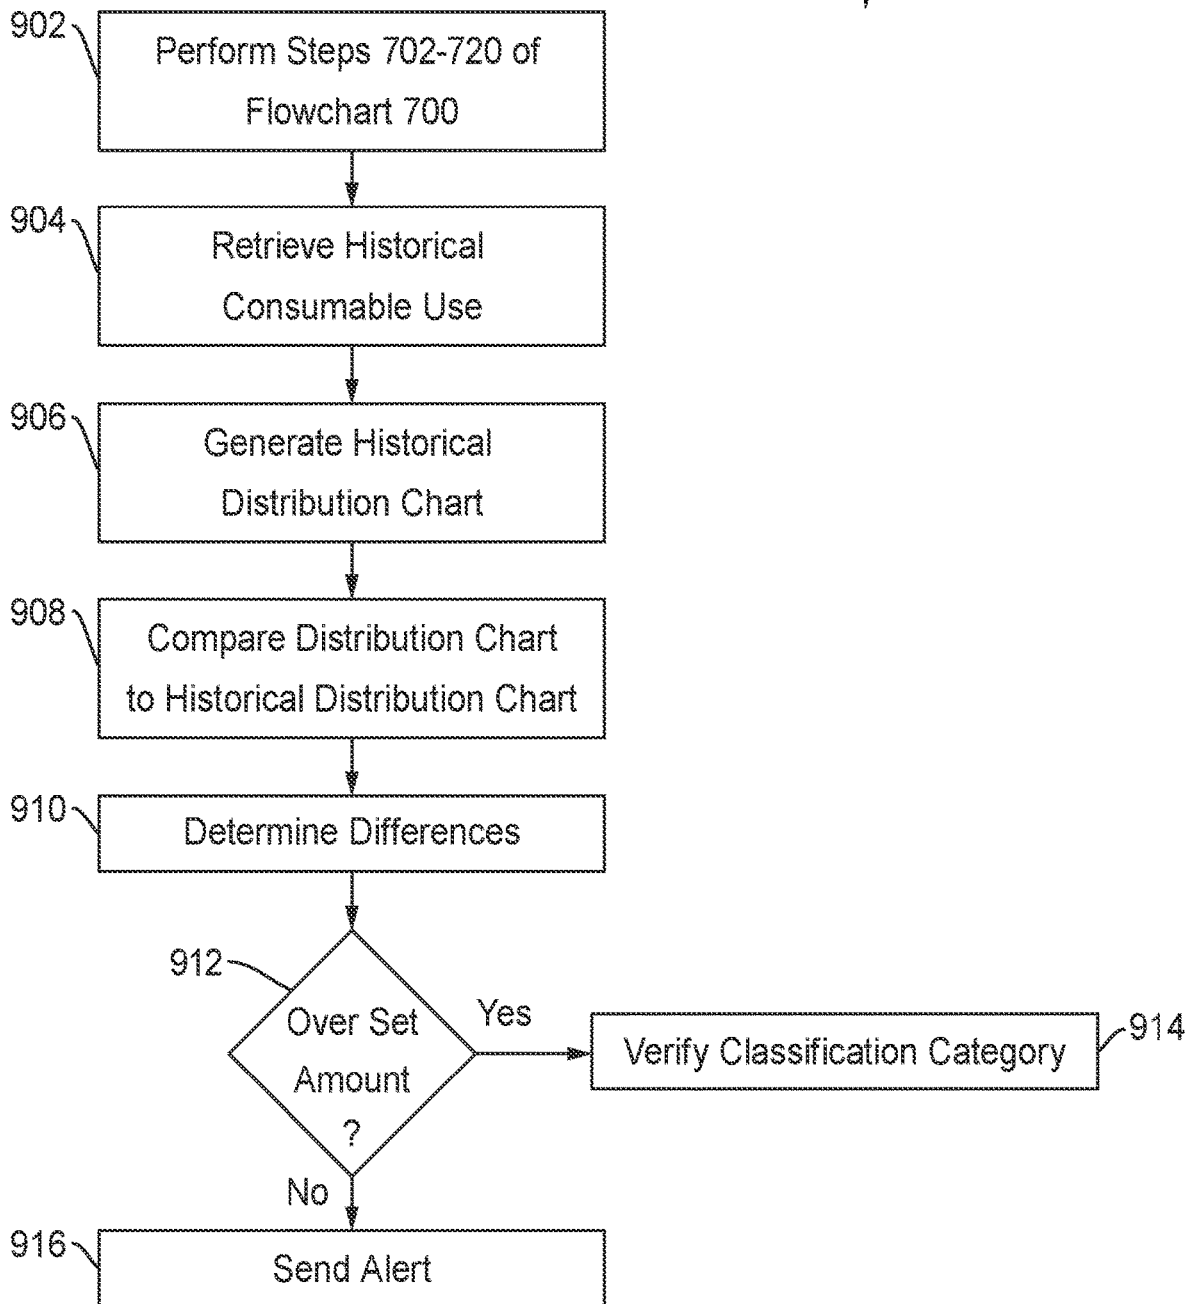 902
Perform Steps 702-720 of
Flowchart 700
904
Retrieve Historical
Consumable Use
906
Generate Historical
Distribution Chart
908
Compare Distribution Chart
to Historical Distribution Chart
910
Determine Differences
912
Over Set
Amount
?
Yes
Verify Classification Category
914
No
916
Send Alert